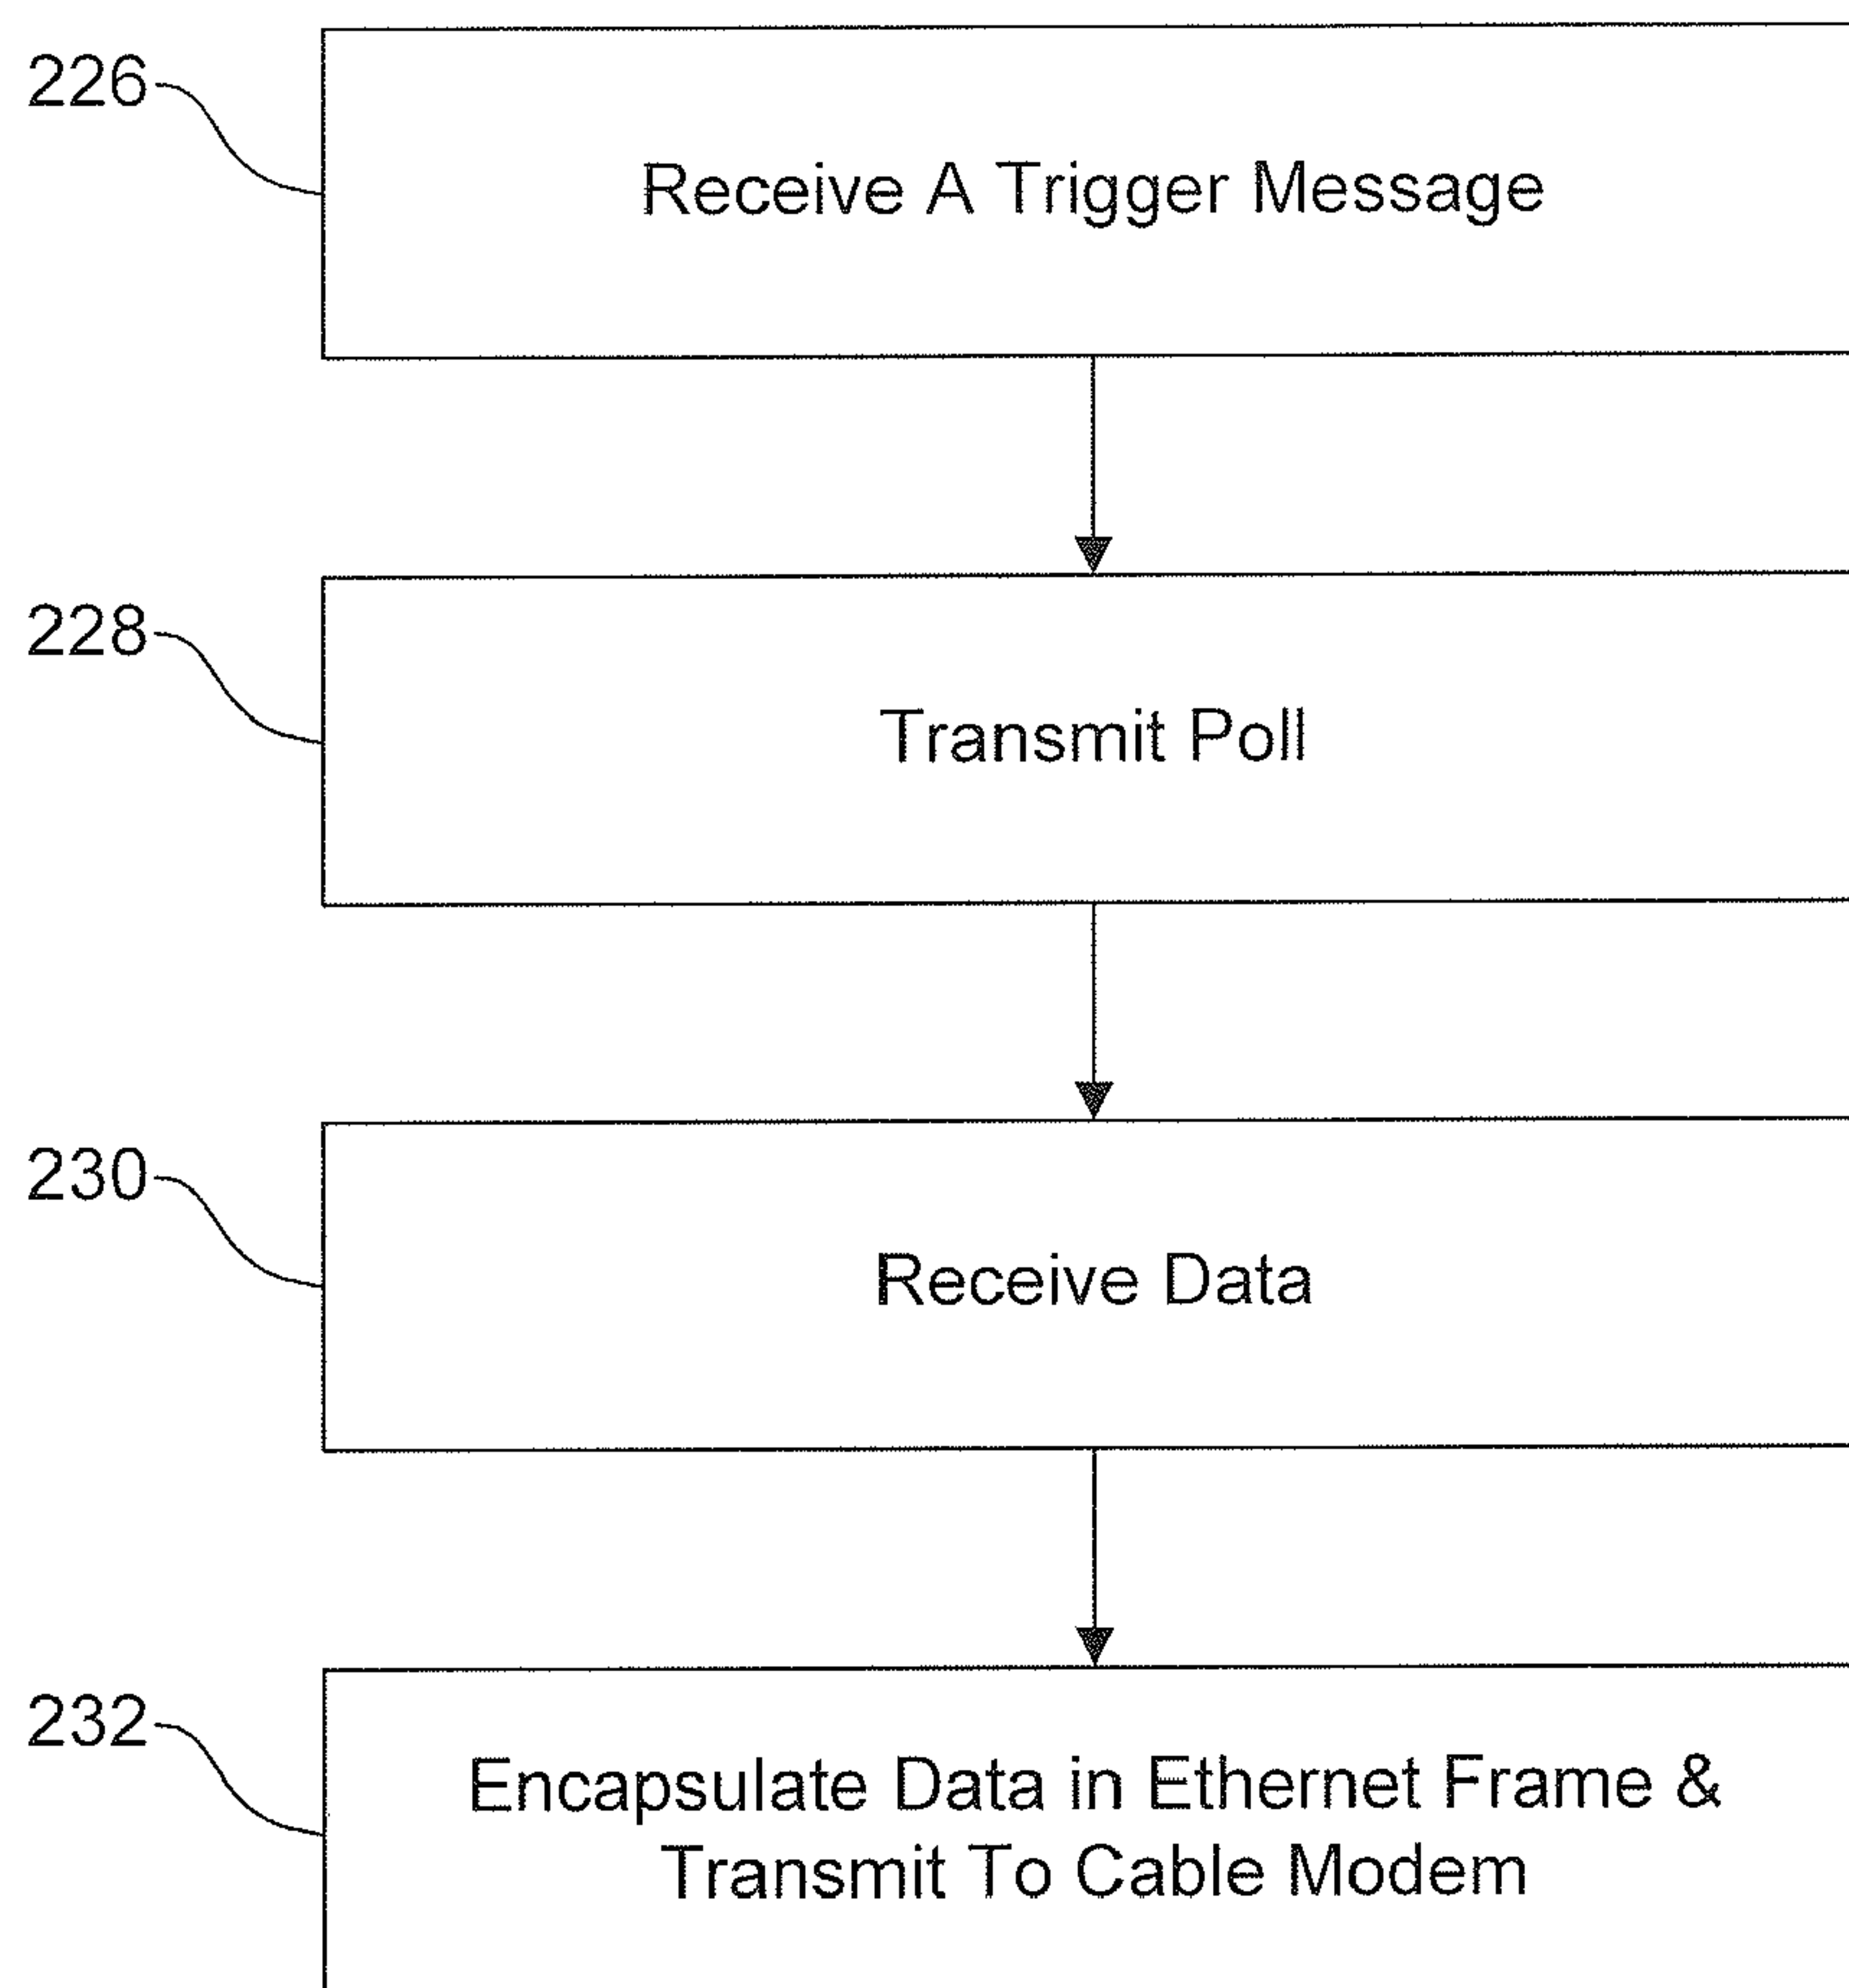 226
Receive A Trigger Message
228
Transmit Poll
230
Receive Data
232
Encapsulate Data in Ethernet Frame &
Transmit To Cable Modem